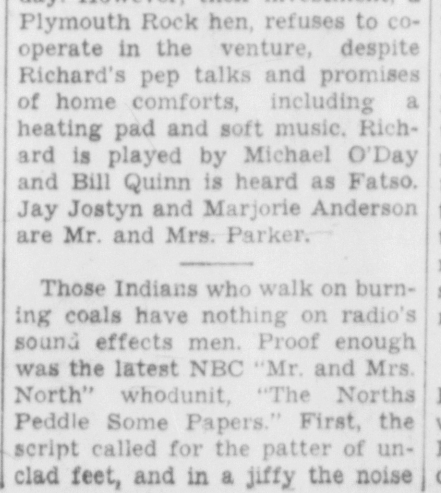 day. However, their investment, a
Plymouth Rock hen, refuses to co-
operate in the venture, despite
Richard's pep talks and promises
of home comforts, including a
heating pad and soft music. Rich-
ard is played by Michael O'Day
and Bill Quinn is heard as Fatso.
Jay Jostyn and Marjorie Anderson
are Mr. and Mrs. Parker.
Those Indians who walk on burn-
ing coals have nothing on radio's
sound effects men. Proof enough
was the latest NBC "Mr. and Mrs.
North" whodunit, "The Norths
Peddle Some Papers." First, the
script called for the patter of un-
clad feet, and in a jiffy the noise